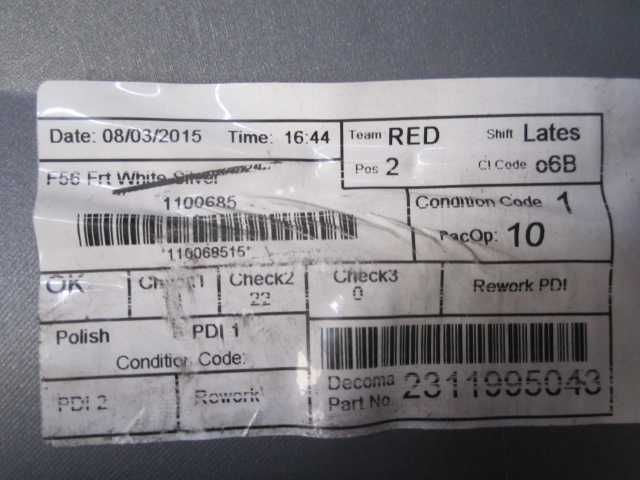 Date: 08/03/2015 Time: 16:44
Team RED Shift Lates
Pos 2 Cl Code o6B
F56 Frt White Silver
1100685
*110068515*
Condition Code 1
PacOp: 10
OK Check1 Check2 Check3 Rework PDI
22 0
Polish PDI 1
Condition Code:
PDI 2 Rework
Decoma 2311995043
Part No.